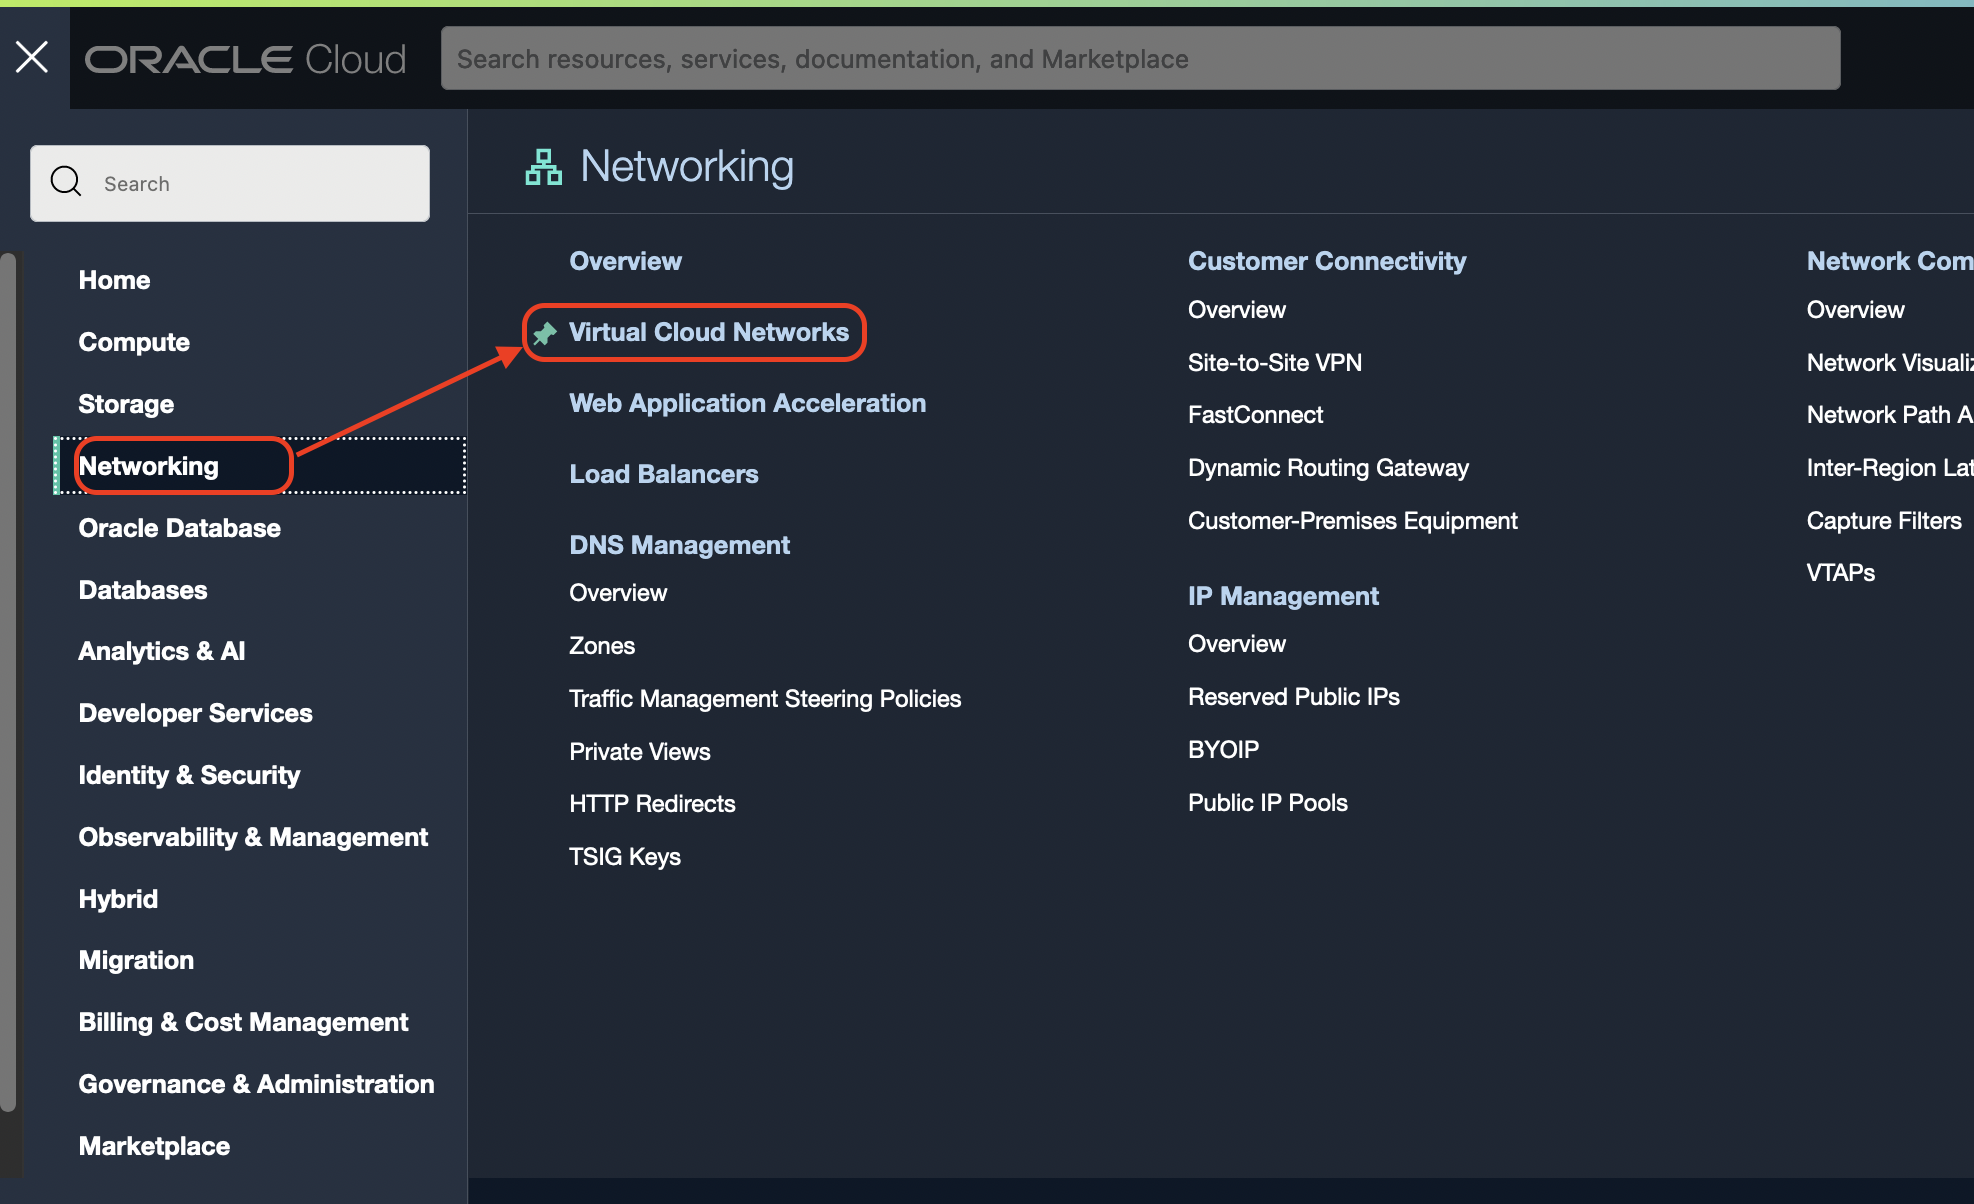 ORACLE Cloud
Search resources, services, documentation, and Marketplace
Search
Home
Compute
Storage
Networking
Oracle Database
Databases
Analytics & AI
Developer Services
Identity & Security
Observability & Management
Hybrid
Migration
Billing & Cost Management
Governance & Administration
Marketplace
Networking
Overview
Virtual Cloud Networks
Web Application Acceleration
Load Balancers
DNS Management
Overview
Zones
Traffic Management Steering Policies
Private Views
HTTP Redirects
TSIG Keys
Customer Connectivity
Overview
Site-to-Site VPN
FastConnect
Dynamic Routing Gateway
Customer-Premises Equipment
IP Management
Overview
Reserved Public IPs
BYOIP
Public IP Pools
Network Com
Overview
Network Visualiz
Network Path A
Inter-Region Lat
Capture Filters
VTAPs